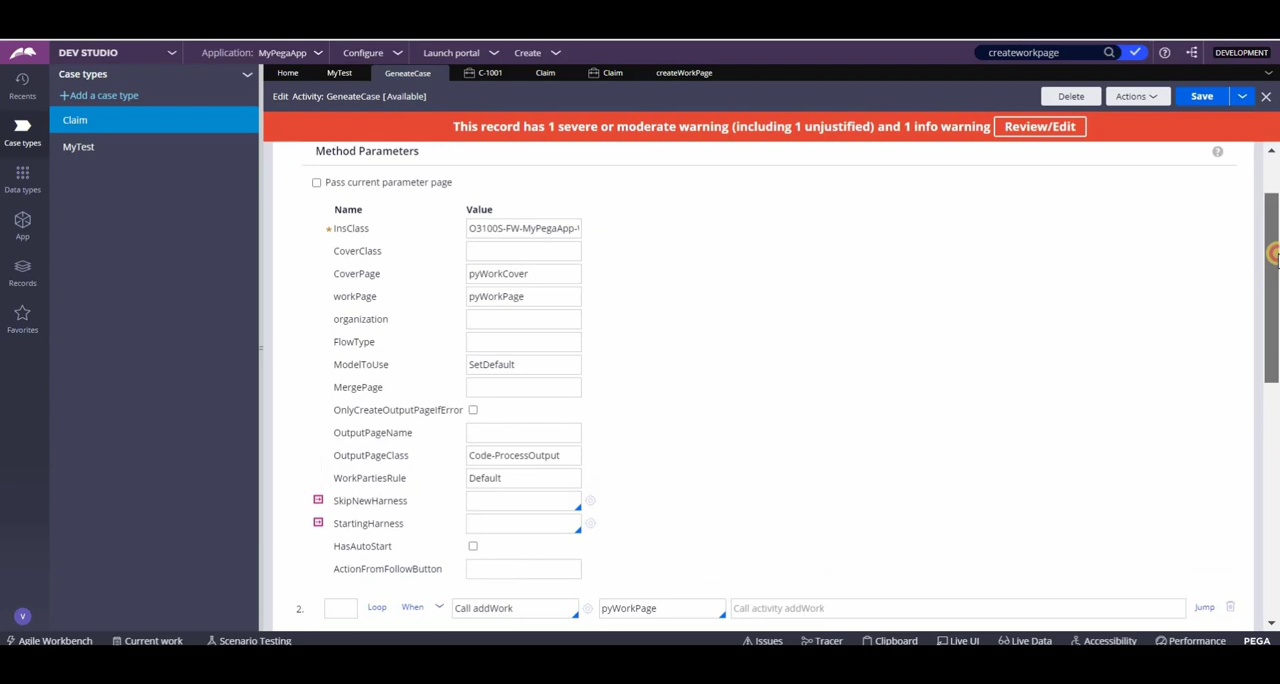 DEV STUDIO Application: MyPegaApp Configure Launch portal Create createworkpage DEVELOPMENT
Recents
Case types
Data types
App
Records
Favorites
V
Case types
+Add a case type
Claim
MyTest
Home MyTest GeneateCase C-1001 Claim Claim createWorkPage
Edit Activity: GeneateCase [Available] Delete Actions Save
This record has 1 severe or moderate warning (including 1 unjustified) and 1 info warning Review/Edit
Method Parameters
Pass current parameter page
Name Value
InsClass O3100S-FW-MyPegaApp-
CoverClass
CoverPage pyWorkCover
workPage pyWorkPage
organization
FlowType
ModelToUse SetDefault
MergePage
OnlyCreateOutputPageIfError
OutputPageName
OutputPageClass Code-ProcessOutput
WorkPartiesRule Default
SkipNewHarness
StartingHarness
HasAutoStart
ActionFromFollowButton
2. Loop When Call addWork pyWorkPage Call activity addWork Jump
Agile Workbench Current work Scenario Testing Issues Tracer Clipboard Live UI Live Data Accessibility Performance PEGA